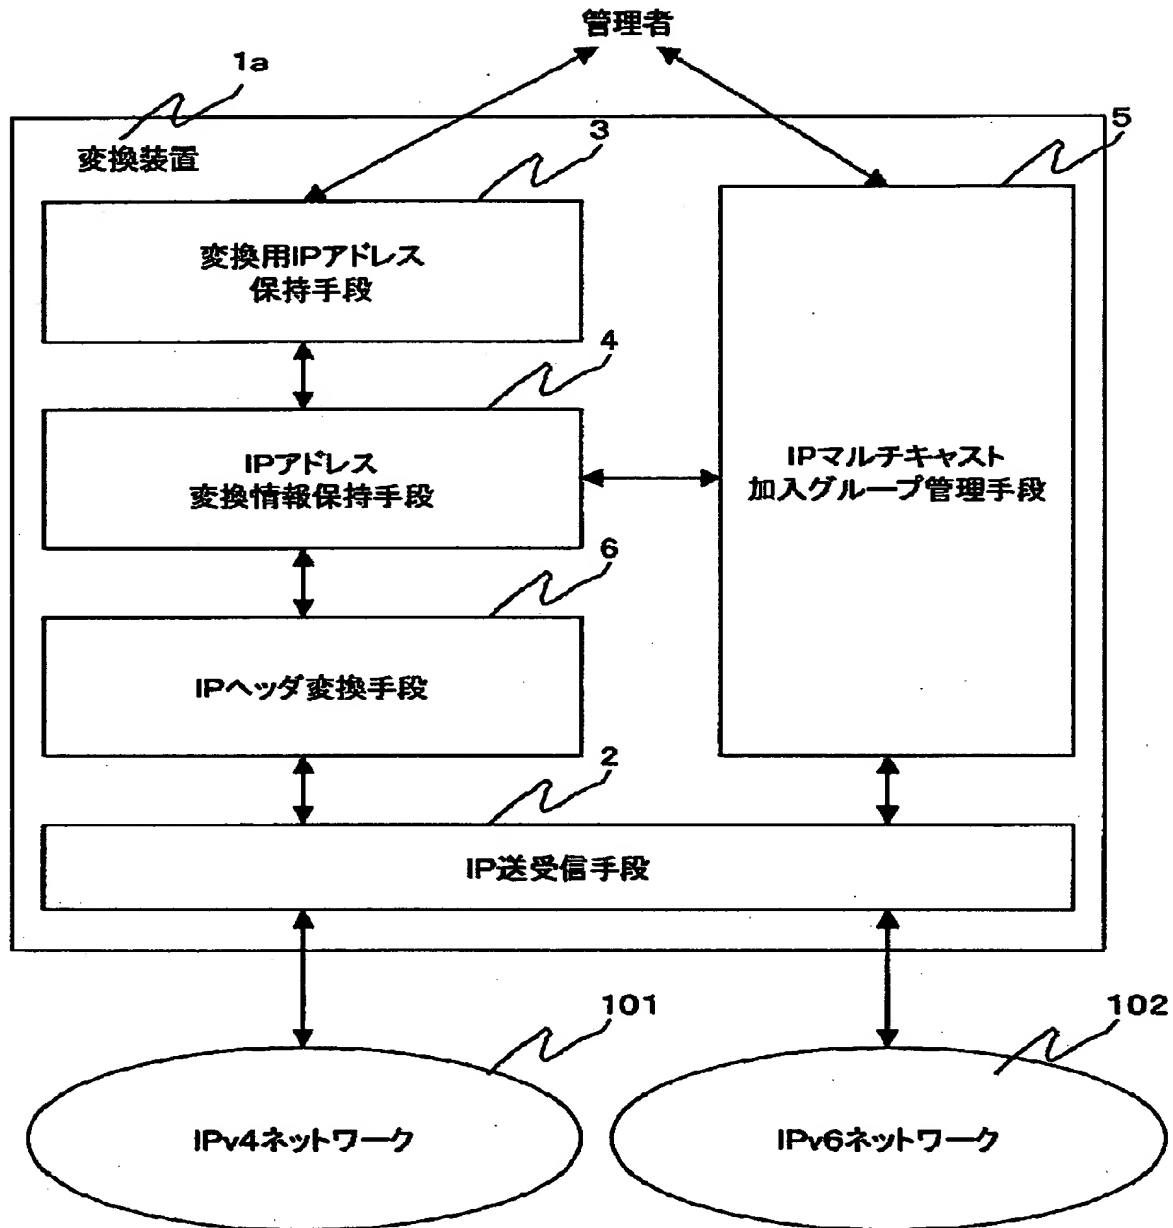 管理者
1a
変換装置
3
5
変換用IPアドレス
保持手段
4
IPアドレス
変換情報保持手段
IPマルチキャスト
加入グループ管理手段
6
IPヘッダ変換手段
2
IP送受信手段
101
102
IPv4ネットワーク
IPv6ネットワーク